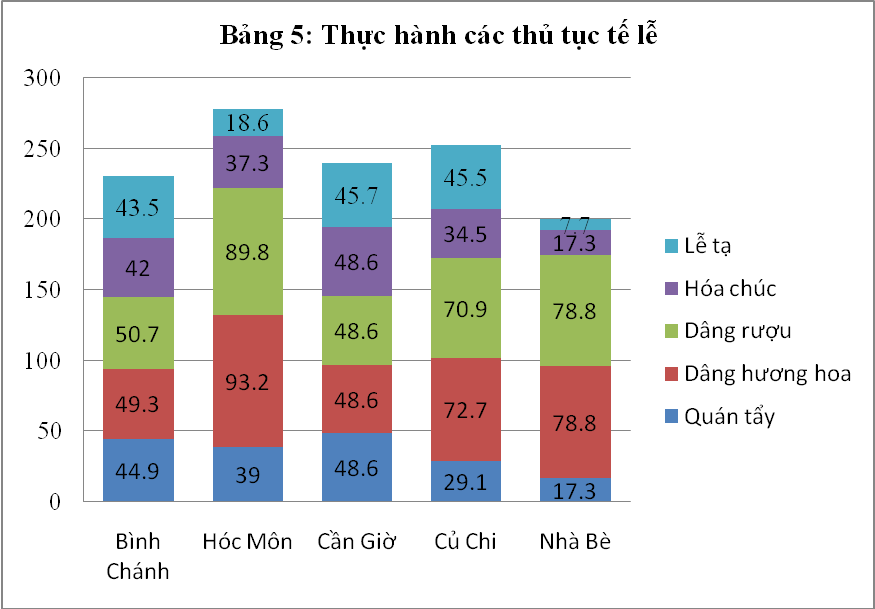 Bảng 5: Thực hành các thủ tục tế lễ
300
250
200
150
100
50
0
43.5
42
50.7
49.3
44.9
18.6
37.3
89.8
93.2
39
45.7
48.6
48.6
48.6
48.6
45.5
34.5
70.9
72.7
29.1
7.7
17.3
78.8
78.8
17.3
Bình
Chánh
Hóc Môn
Cần Giờ
Củ Chi
Nhà Bè
Lễ tạ
Hóa chúc
Dâng rượu
Dâng hương hoa
Quán tẩy